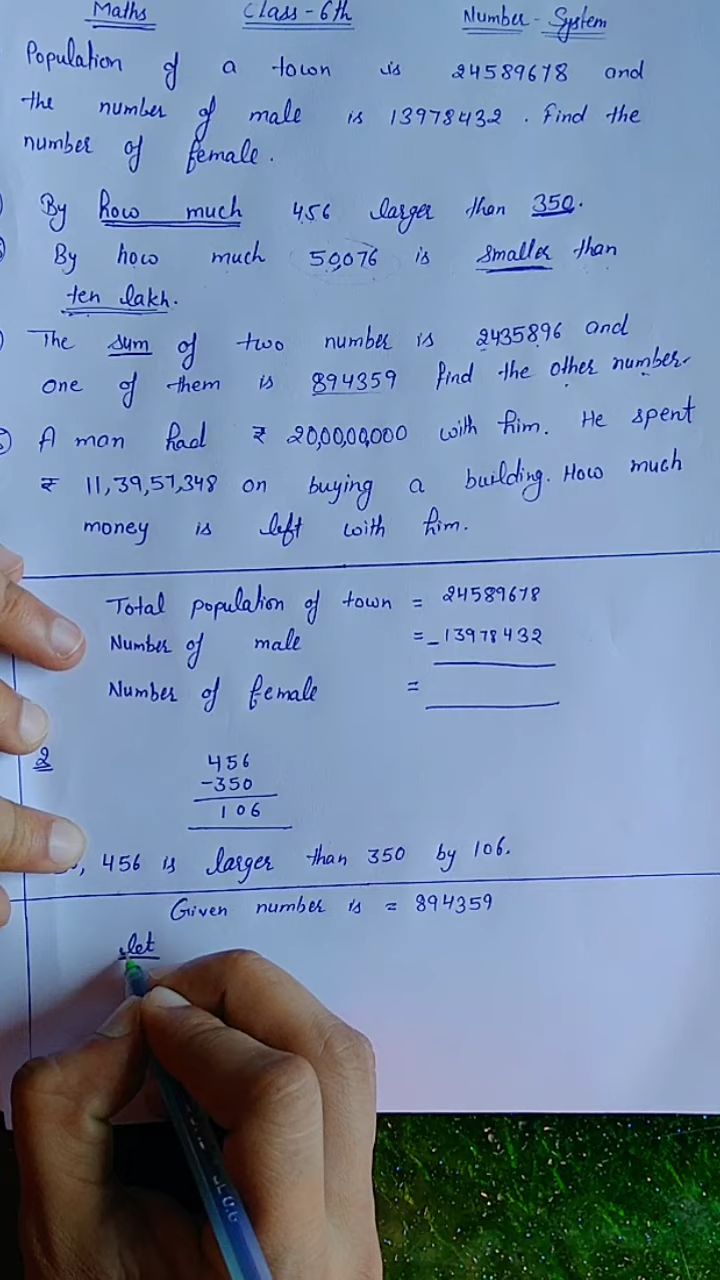 Maths Class-6th Number-System
Population of a town is 24589678 and
the number of male is 13978432. Find the
number of female.
By how much 456 larger than 350.
By how much 50,076 is smaller than
ten lakh.
The sum of two number is 2435896 and
one of them is 894359 find the other number.
A man had ₹ 20,00,00,000 with him. He spent
₹ 11,39,57,348 on buying a building. How much
money is left with him.
Total population of town = 24589678
Number of male = -13978432
Number of female =
2
456
-350
106
, 456 is larger than 350 by 106.
Given number is = 894359
let